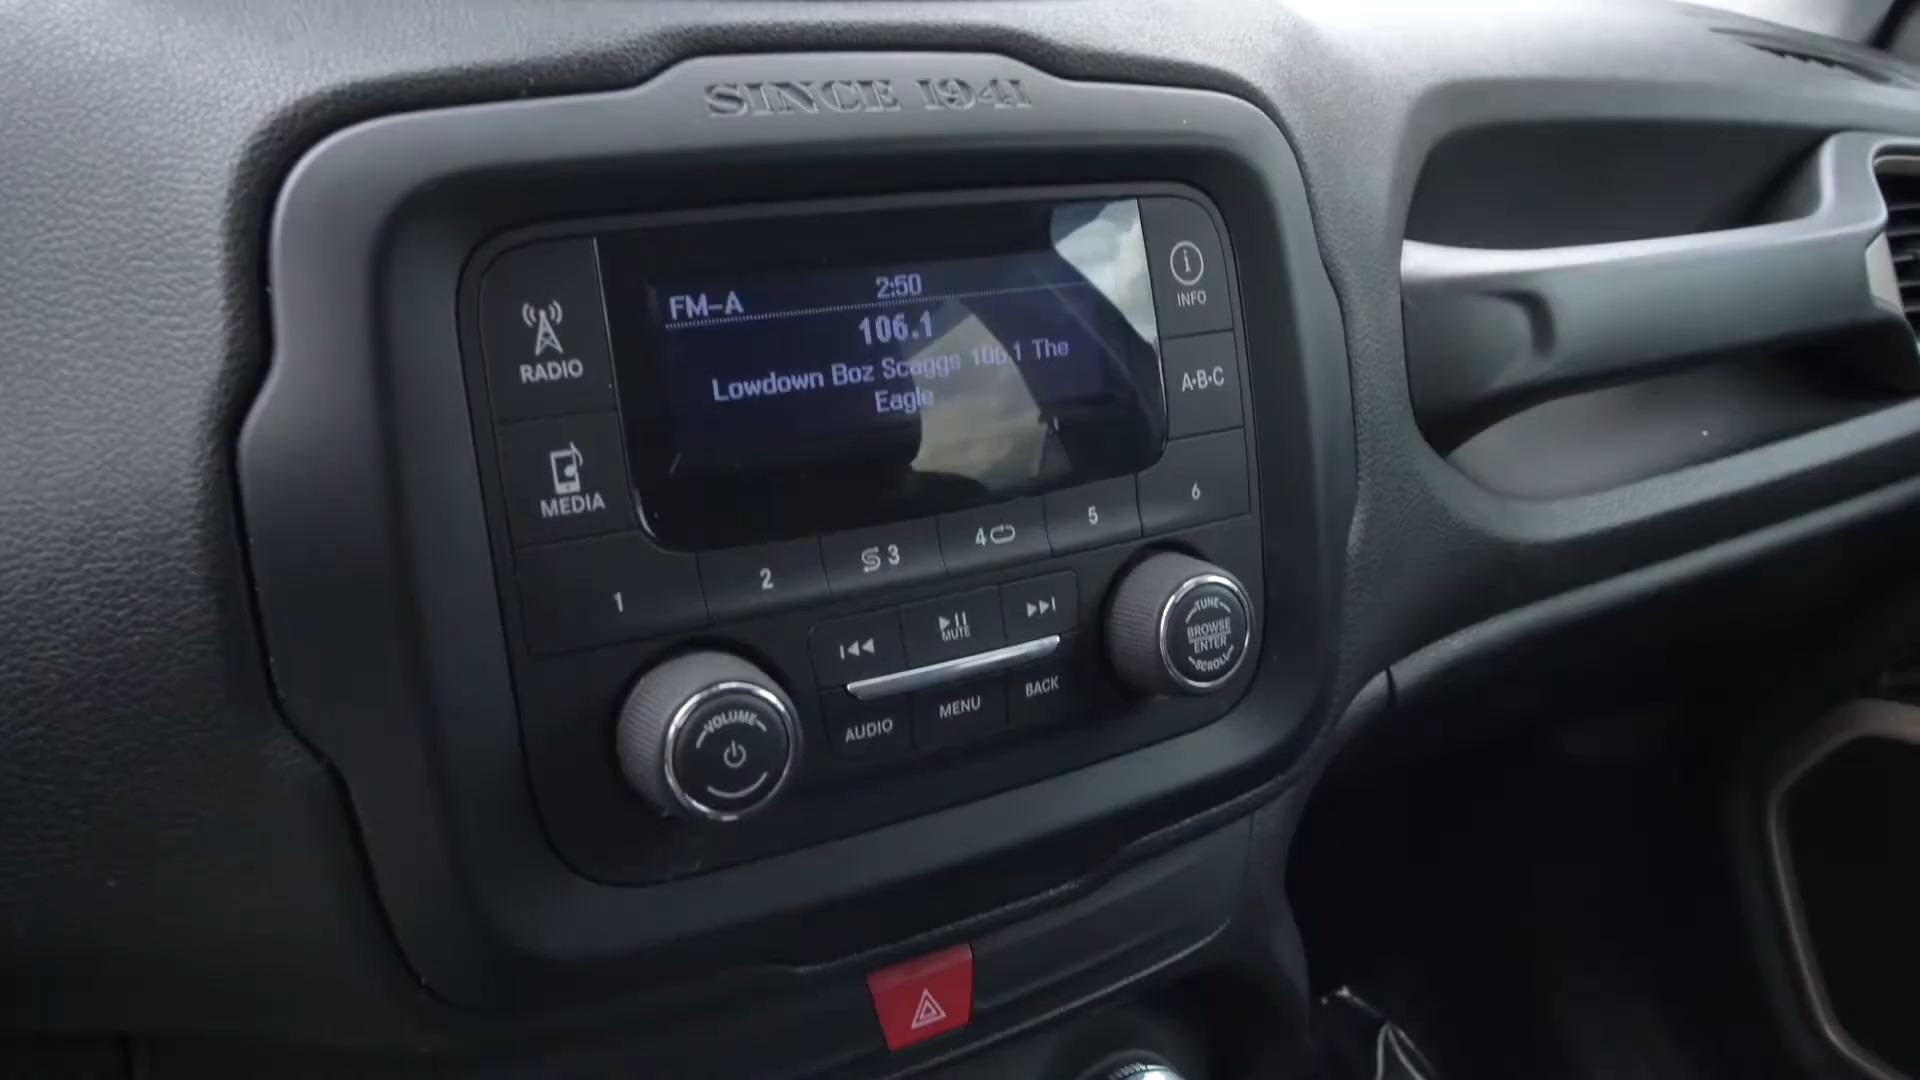 SINCE 1941
FM-A
2:50
106.1
Lowdown Boz Scaggs 106.1 The
Eagle
RADIO
MEDIA
INFO
A·B·C
1
2
3
4
5
6
MUTE
AUDIO
MENU
BACK
VOLUME
TUNE
BROWSE
ENTER
SCROLL